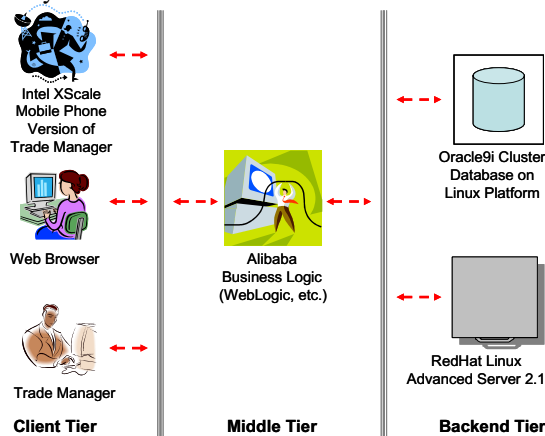 Intel XScale
Mobile Phone
Version of
Trade Manager
Web Browser
Trade Manager
Client Tier
Alibaba
Business Logic
(WebLogic, etc.)
Middle Tier
Oracle9i Cluster
Database on
Linux Platform
RedHat Linux
Advanced Server 2.1
Backend Tier